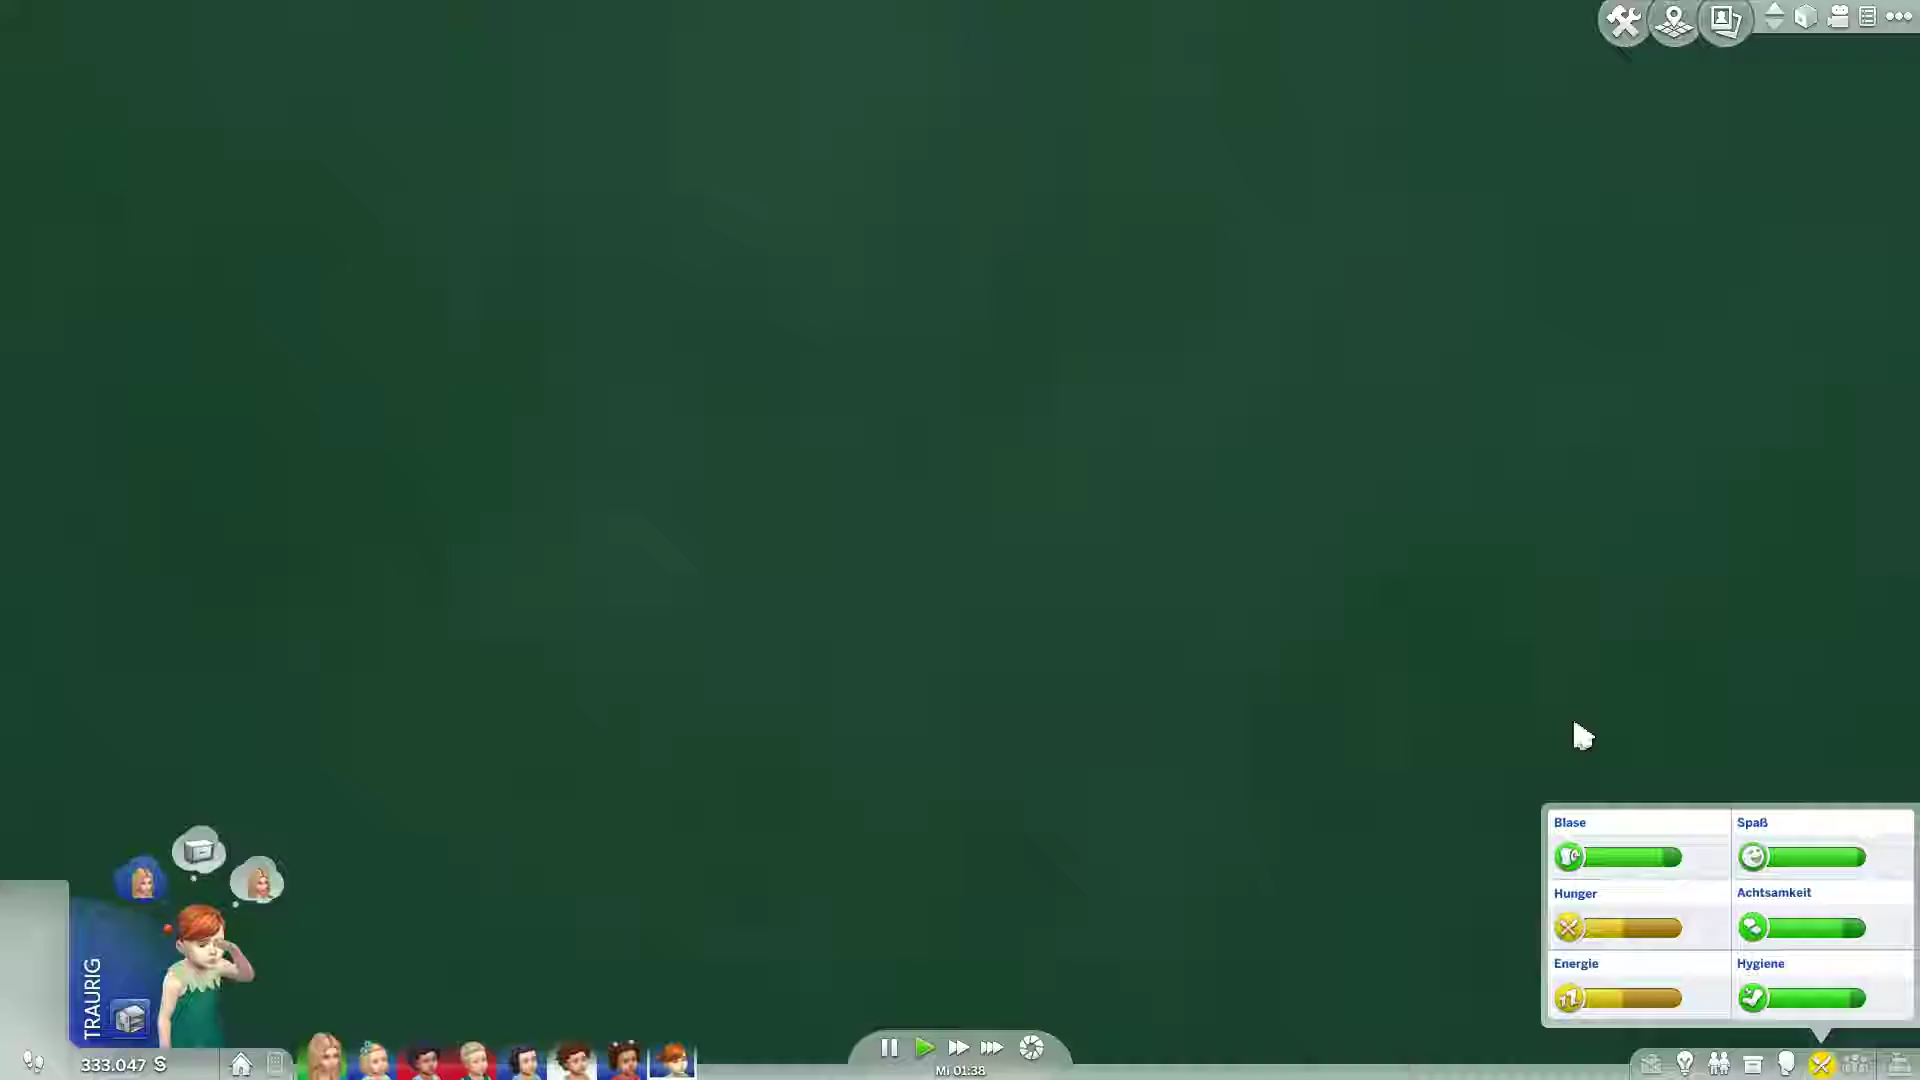 Blase
Spaß
Hunger
Achtsamkeit
Energie
Hygiene
TRAURIG
333.047 §
Mi 01:38